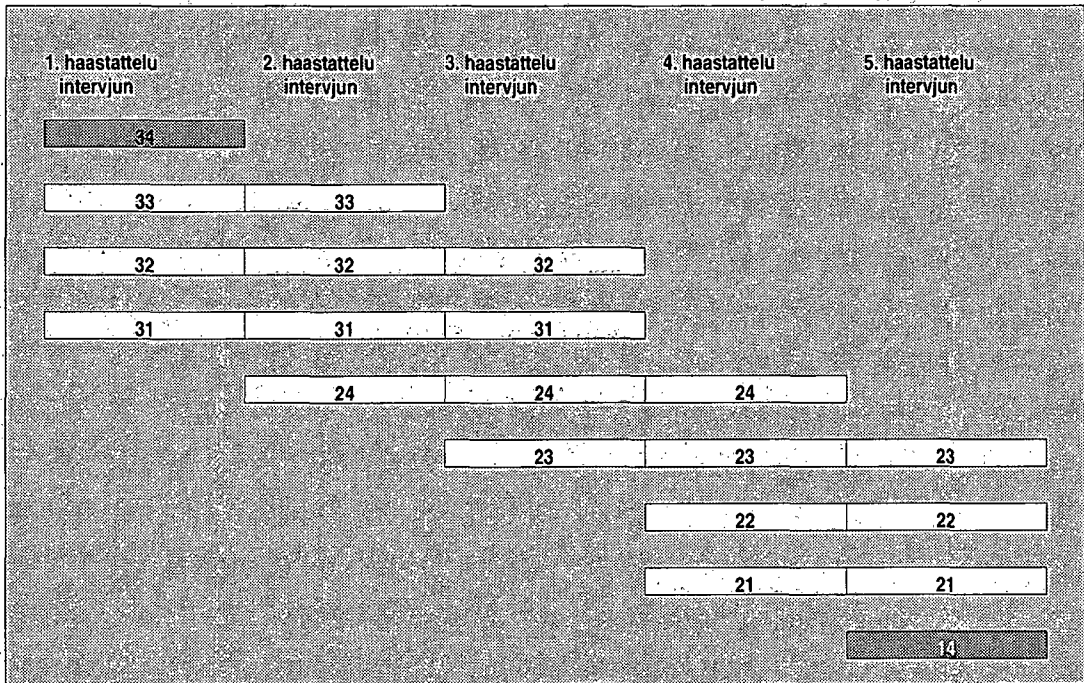 1. haastattelu 2. haastattelu 3. haastattelu 4. haastattelu 5. haastattelu
intervjun intervjun intervjun intervjun intervjun
34
33 33
32 32 32
31 31 31
24 24 24
23 23 23
22 22
21 21
14